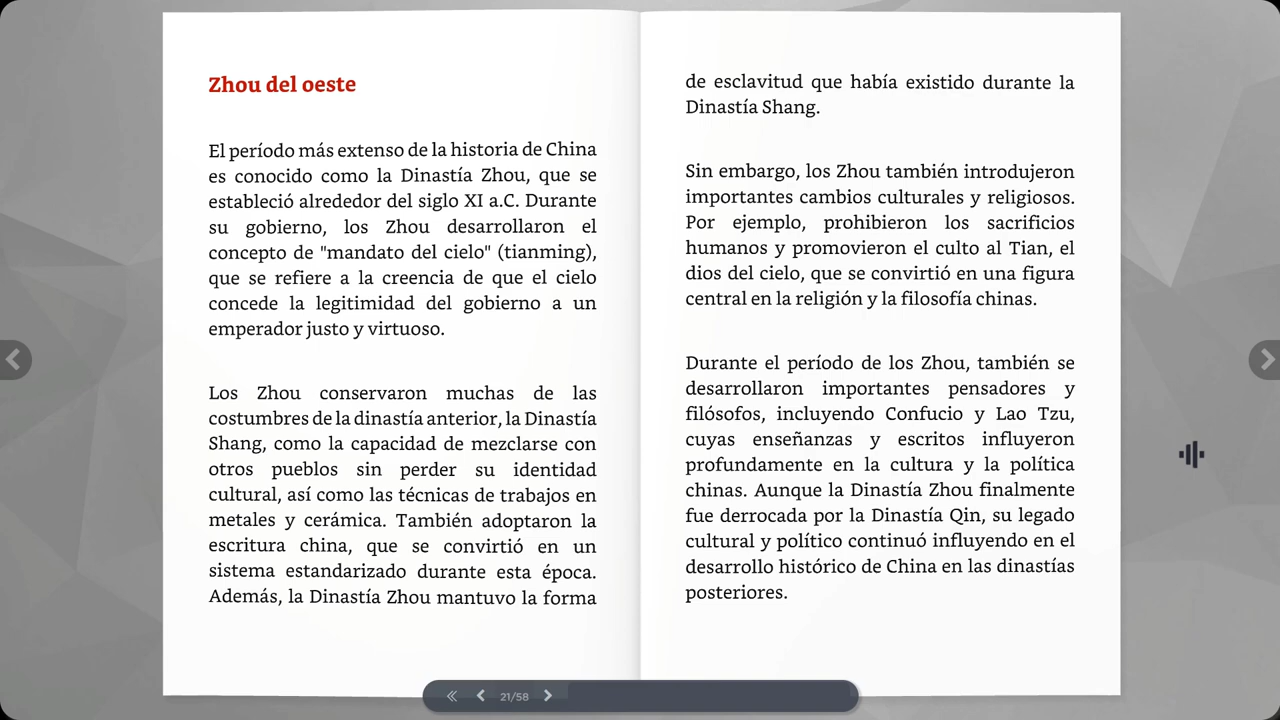 Zhou del oeste
El período más extenso de la historia de China
es conocido como la Dinastía Zhou, que se
estableció alrededor del siglo XI a.C. Durante
su gobierno, los Zhou desarrollaron el
concepto de "mandato del cielo" (tianming),
que se refiere a la creencia de que el cielo
concede la legitimidad del gobierno a un
emperador justo y virtuoso.
Los Zhou conservaron muchas de las
costumbres de la dinastía anterior, la Dinastía
Shang, como la capacidad de mezclarse con
otros pueblos sin perder su identidad
cultural, así como las técnicas de trabajos en
metales y cerámica. También adoptaron la
escritura china, que se convirtió en un
sistema estandarizado durante esta época.
Además, la Dinastía Zhou mantuvo la forma
de esclavitud que había existido durante la
Dinastía Shang.
Sin embargo, los Zhou también introdujeron
importantes cambios culturales y religiosos.
Por ejemplo, prohibieron los sacrificios
humanos y promovieron el culto al Tian, el
dios del cielo, que se convirtió en una figura
central en la religión y la filosofía chinas.
Durante el período de los Zhou, también se
desarrollaron importantes pensadores y
filósofos, incluyendo Confucio y Lao Tzu,
cuyas enseñanzas y escritos influyeron
profundamente en la cultura y la política
chinas. Aunque la Dinastía Zhou finalmente
fue derrocada por la Dinastía Qin, su legado
cultural y político continuó influyendo en el
desarrollo histórico de China en las dinastías
posteriores.
21/58